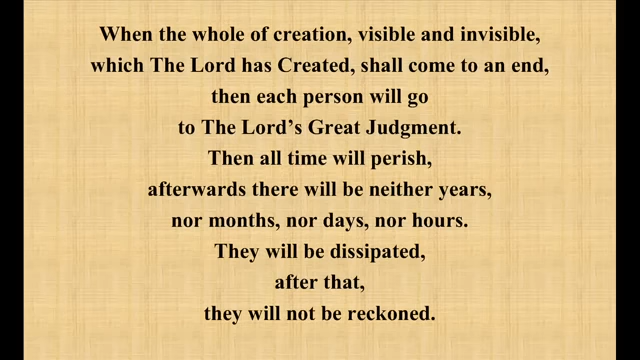 When the whole of creation, visible and invisible,
which The Lord has Created, shall come to an end,
then each person will go
to The Lord’s Great Judgment.
Then all time will perish,
afterwards there will be neither years,
nor months, nor days, nor hours.
They will be dissipated,
after that,
they will not be reckoned.